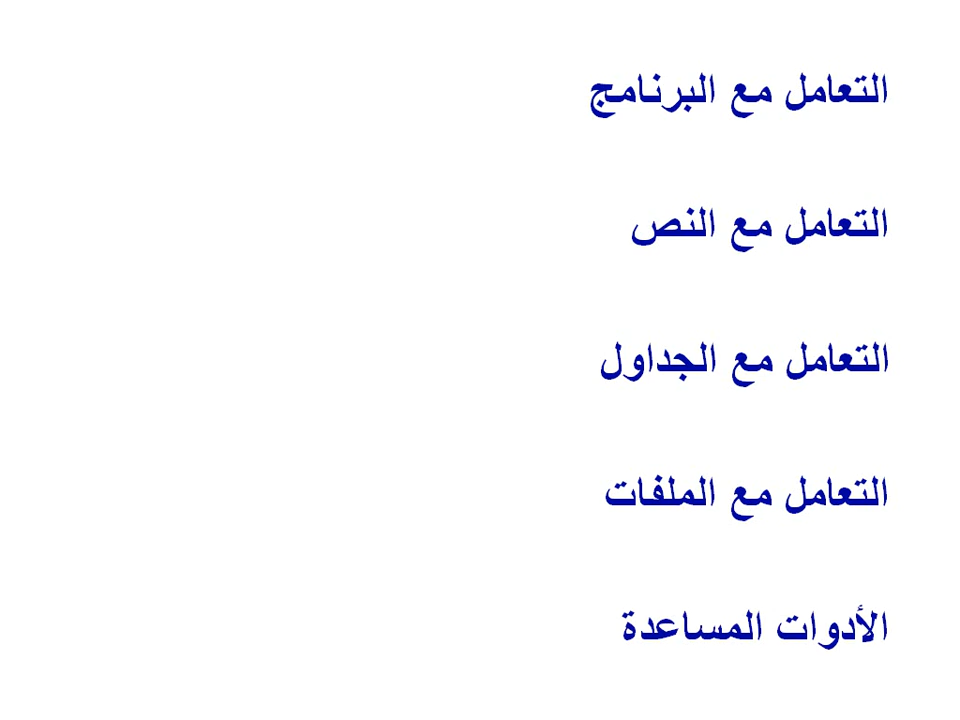 التعامل مع البرنامج
التعامل مع النص
التعامل مع الجداول
التعامل مع الملفات
الأدوات المساعدة